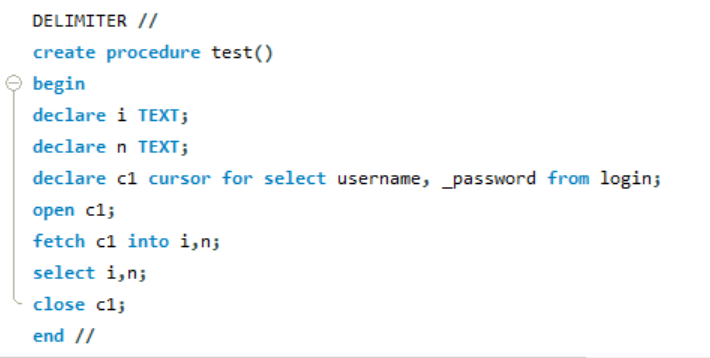 DELIMITER //
create procedure test()
begin
declare i TEXT;
declare n TEXT;
declare c1 cursor for select username, _password from login;
open c1;
fetch c1 into i,n;
select i,n;
close c1;
end //